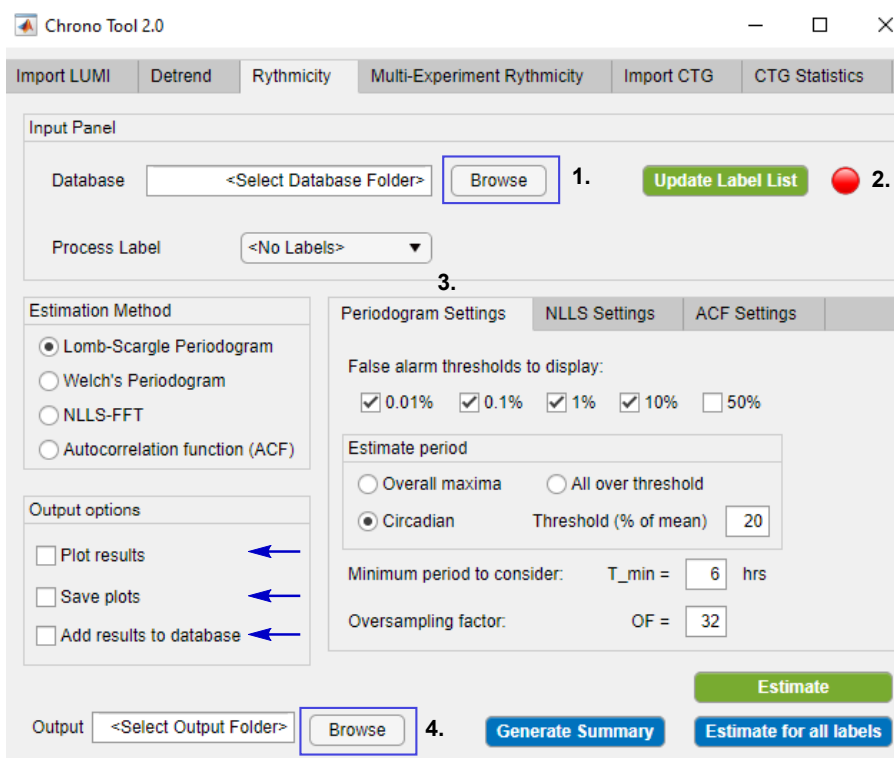 Chrono Tool 2.0
Import LUMI Detrend Rythmicity Multi-Experiment Rythmicity Import CTG CTG Statistics
Input Panel
Database <Select Database Folder> Browse 1. Update Label List 2.
Process Label <No Labels>
3.
Estimation Method
Lomb-Scargle Periodogram
Welch's Periodogram
NLLS-FFT
Autocorrelation function (ACF)
Output options
Plot results
Save plots
Add results to database
Periodogram Settings NLLS Settings ACF Settings
False alarm thresholds to display:
0.01% 0.1% 1% 10% 50%
Estimate period
Overall maxima All over threshold
Circadian Threshold (% of mean) 20
Minimum period to consider: T_min = 6 hrs
Oversampling factor: OF = 32
Estimate
Output <Select Output Folder> Browse 4. Generate Summary Estimate for all labels